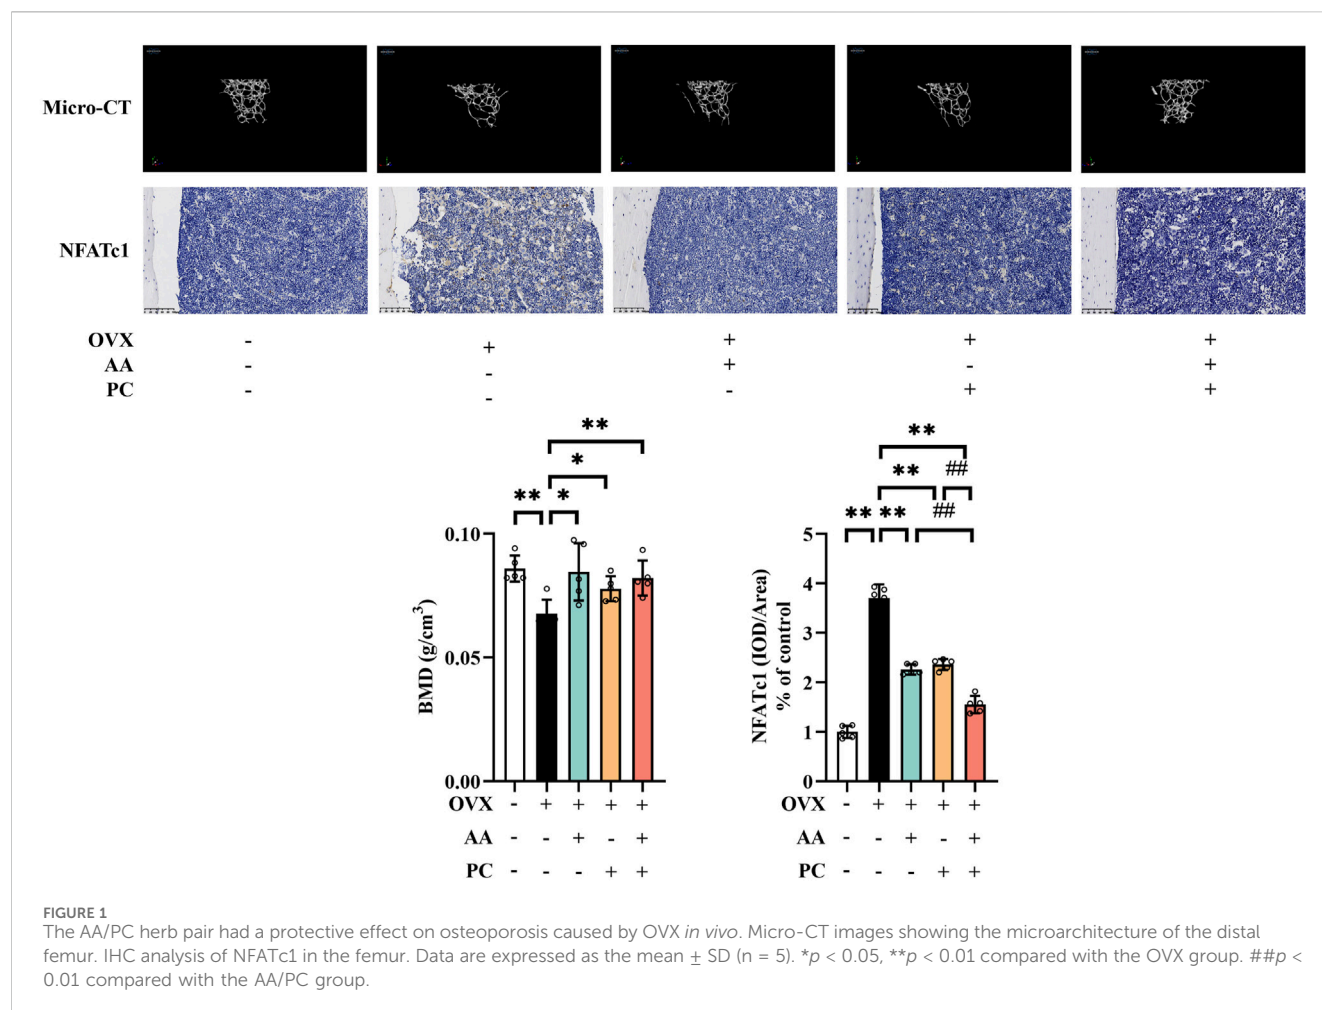 Micro-CT
NFATc1
OVX - + + + +
AA - - + - +
PC - - - + +
** * * **
0.10
0.05
0.00
BMD (g/cm³)
OVX - + + + +
AA - - + - +
PC - - - + +
** ** ** ** ## ##
5
4
3
2
1
0
NFATc1 (IOD/Area)
% of control
OVX - + + + +
AA - - + - +
PC - - - + +
FIGURE 1
The AA/PC herb pair had a protective effect on osteoporosis caused by OVX in vivo. Micro-CT images showing the microarchitecture of the distal
femur. IHC analysis of NFATc1 in the femur. Data are expressed as the mean ± SD (n = 5). *p < 0.05, **p < 0.01 compared with the OVX group. ##p <
0.01 compared with the AA/PC group.